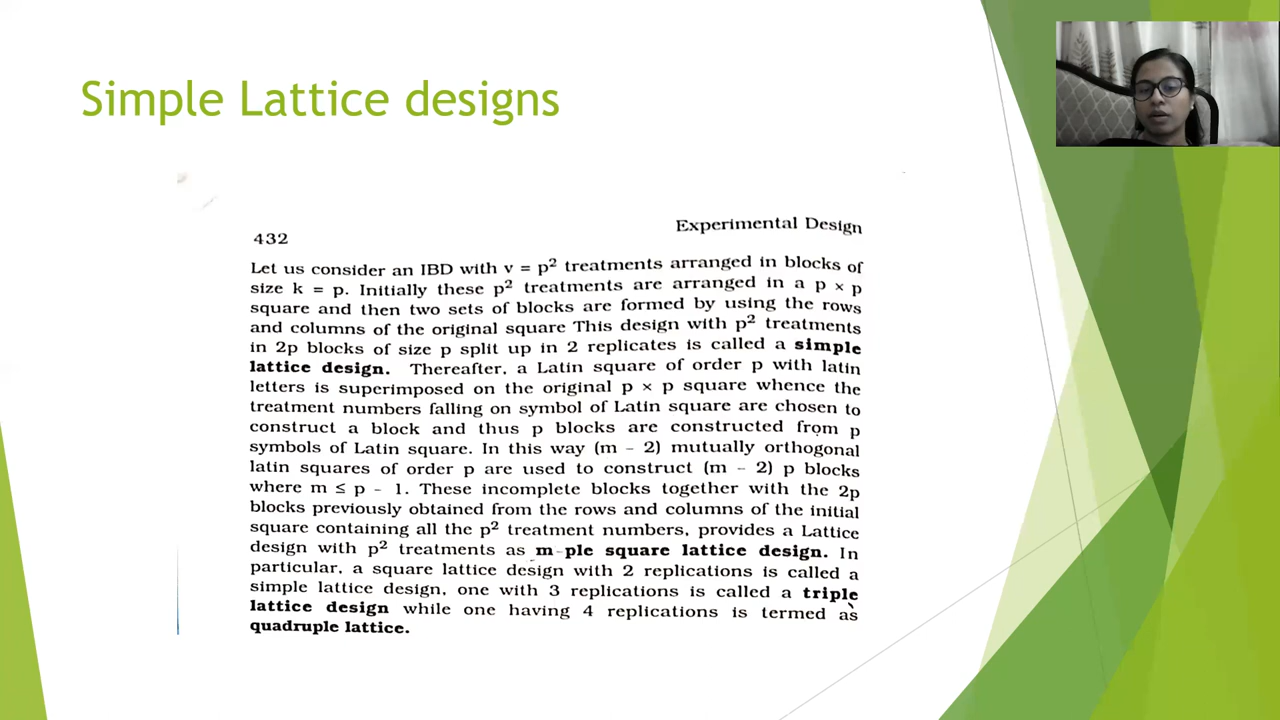 Simple Lattice designs
432
Experimental Design
Let us consider an IBD with v = p² treatments arranged in blocks of
size k = p. Initially these p² treatments are arranged in a p × p
square and then two sets of blocks are formed by using the rows
and columns of the original square This design with p² treatments
in 2p blocks of size p split up in 2 replicates is called a simple
lattice design. Thereafter, a Latin square of order p with latin
letters is superimposed on the original p × p square whence the
treatment numbers falling on symbol of Latin square are chosen to
construct a block and thus p blocks are constructed from p
symbols of Latin square. In this way (m – 2) mutually orthogonal
latin squares of order p are used to construct (m – 2) p blocks
where m ≤ p – 1. These incomplete blocks together with the 2p
blocks previously obtained from the rows and columns of the initial
square containing all the p² treatment numbers, provides a Lattice
design with p² treatments as m-ple square lattice design. In
particular, a square lattice design with 2 replications is called a
simple lattice design, one with 3 replications is called a triple
lattice design while one having 4 replications is termed as
quadruple lattice.